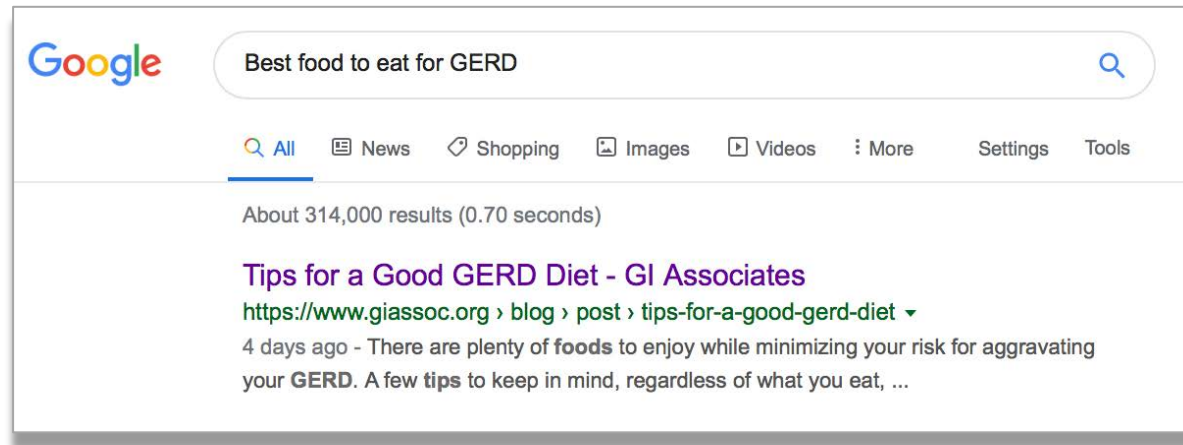 Google
Best food to eat for GERD
All News Shopping Images Videos More Settings Tools
About 314,000 results (0.70 seconds)
Tips for a Good GERD Diet - GI Associates
https://www.giassoc.org › blog › post › tips-for-a-good-gerd-diet
4 days ago - There are plenty of foods to enjoy while minimizing your risk for aggravating
your GERD. A few tips to keep in mind, regardless of what you eat, ...